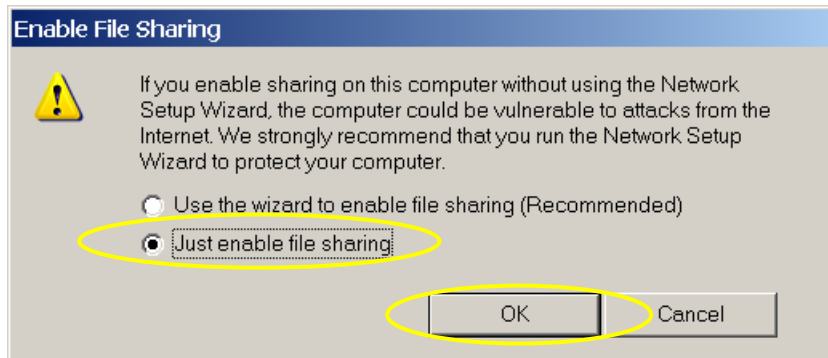 Enable File Sharing
If you enable sharing on this computer without using the Network
Setup Wizard, the computer could be vulnerable to attacks from the
Internet. We strongly recommend that you run the Network Setup
Wizard to protect your computer.
Use the wizard to enable file sharing (Recommended)
Just enable file sharing
OK Cancel